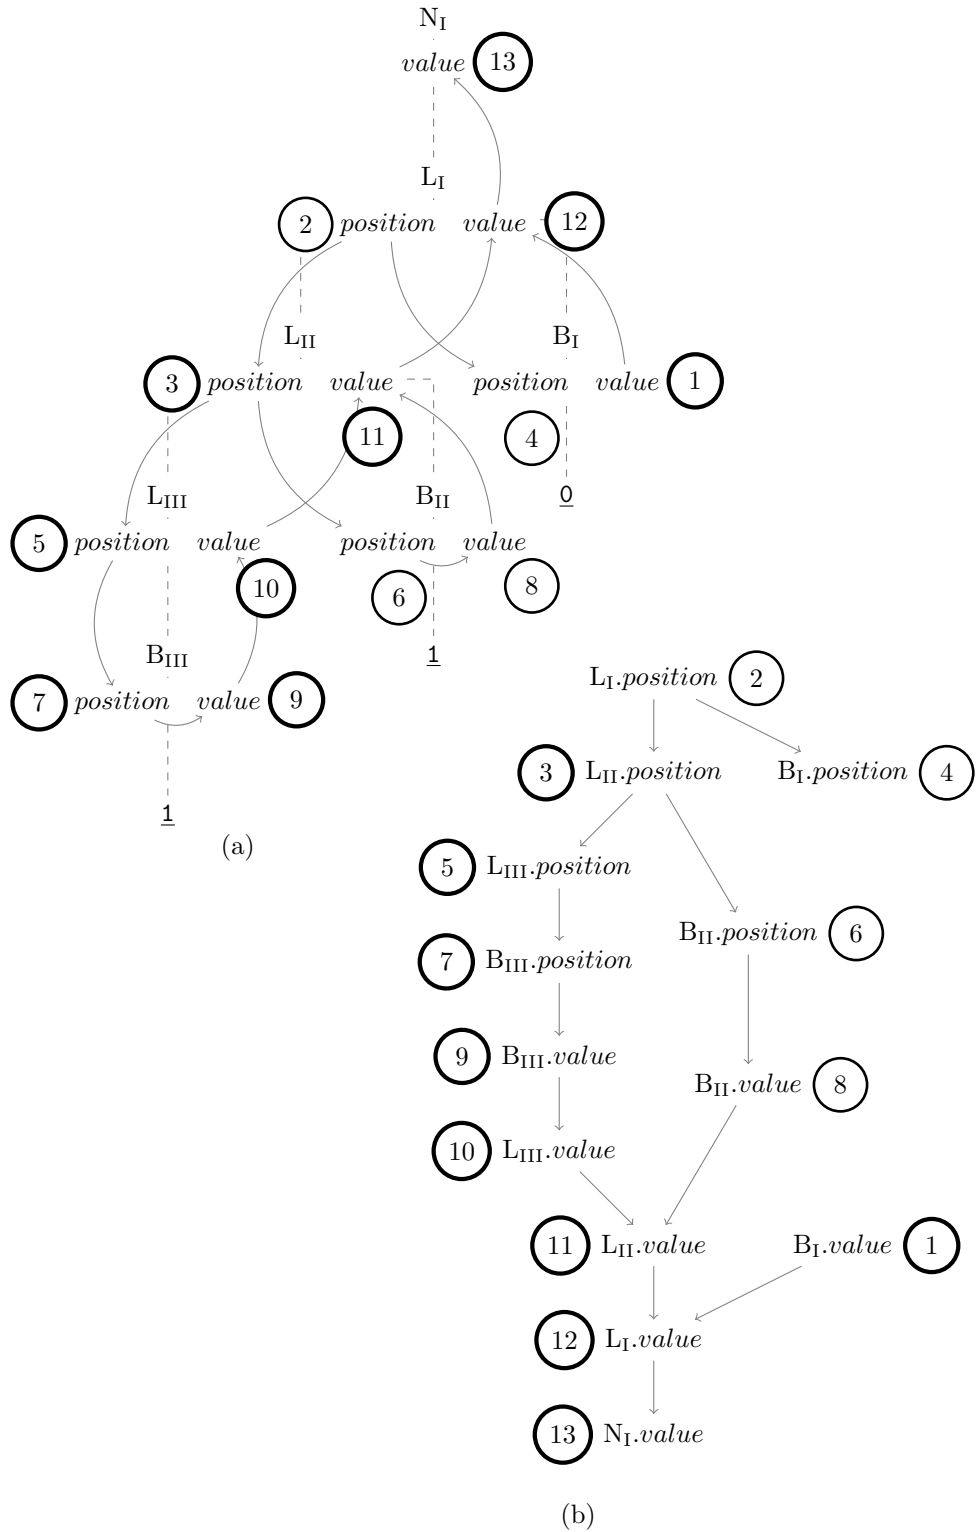 N_I
value 13
L_I
2 position value 12
L_II B_I
3 position value position value 1
11 4
L_III B_II 0
5 position value position value
10 6 8
B_III 1
7 position value 9
1
(a)
L_I.position 2
3 L_II.position B_I.position 4
5 L_III.position
B_II.position 6
7 B_III.position
9 B_III.value
B_II.value 8
10 L_III.value
11 L_II.value B_I.value 1
12 L_I.value
13 N_I.value
(b)